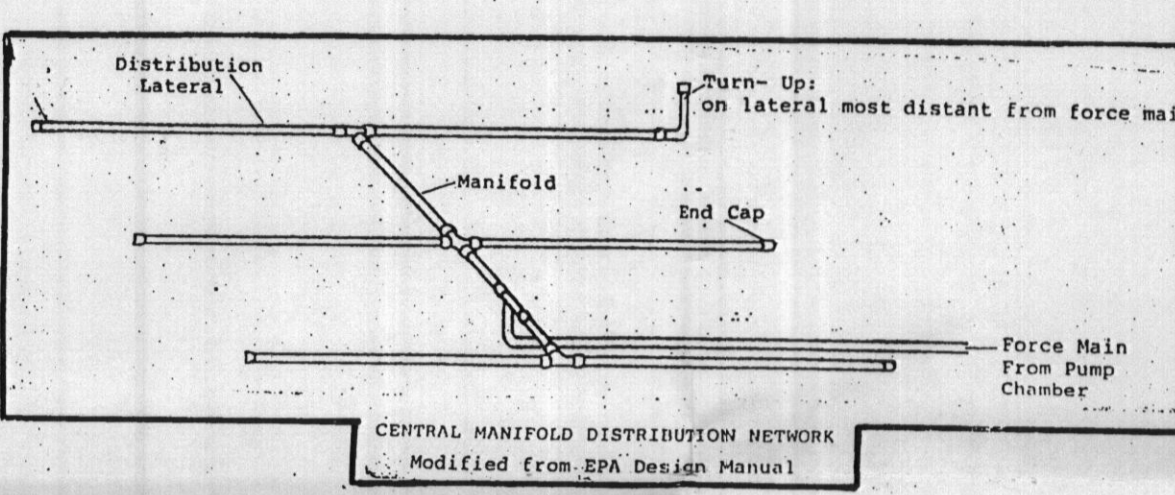 Distribution
Lateral
Turn- Up:
on lateral most distant from force mai
Manifold
End Cap
Force Main
From Pump
Chamber
CENTRAL MANIFOLD DISTRIBUTION NETWORK
Modified from EPA Design Manual